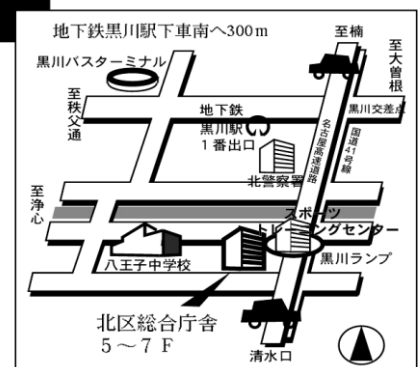 地下鉄黒川駅下車南へ300m
黒川バスターミナル
至楠
至大曽根
至秩父通
地下鉄
黒川駅
1番出口
黒川交差点
名古屋高速道路
国道41号線
北警察署
至浄心
スポーツ
トレーニングセンター
八王子中学校
黒川ランプ
北区総合庁舎
5〜7F
清水口